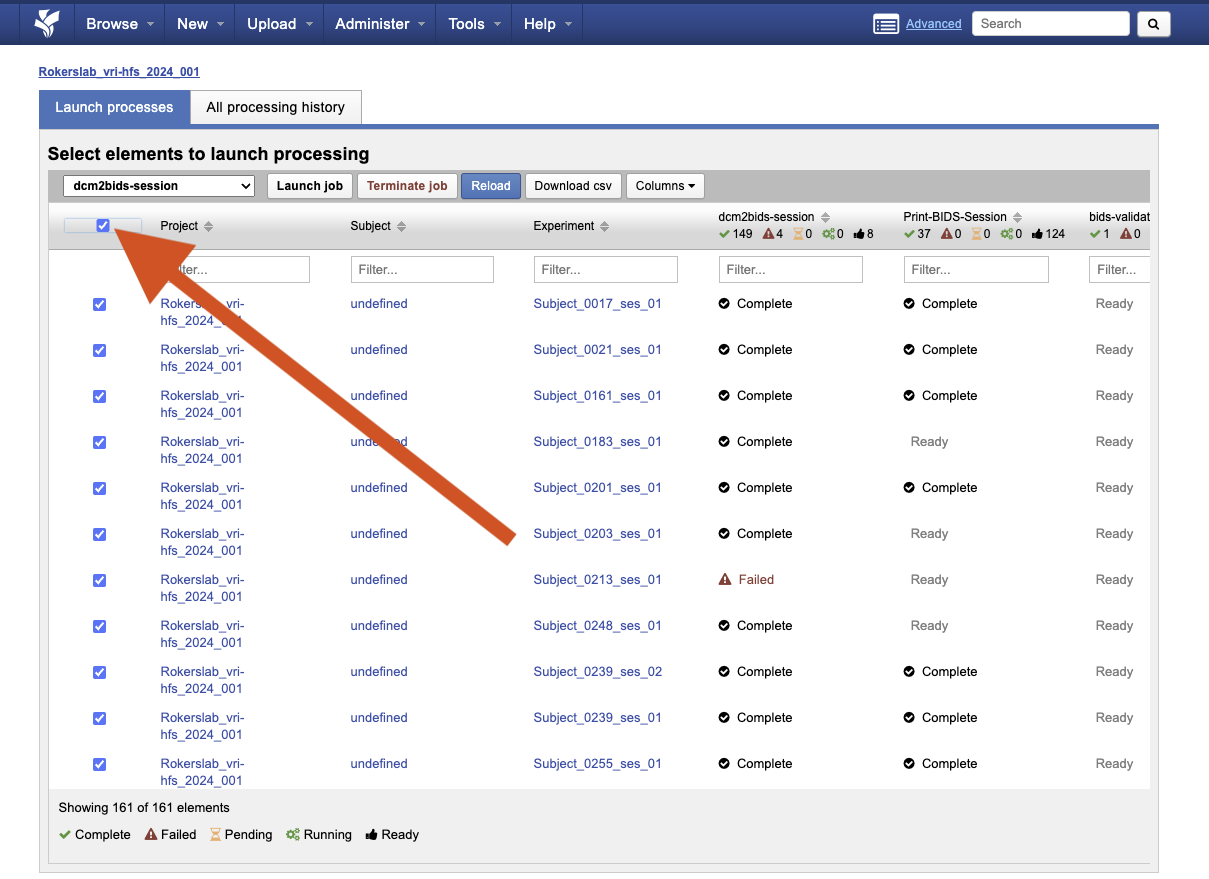 Browse New Upload Administer Tools Help Advanced Search
Rokerslab_vri-hfs_2024_001
Launch processes All processing history
Select elements to launch processing
dcm2bids-session Launch job Terminate job Reload Download csv Columns
Project Subject Experiment dcm2bids-session Print-BIDS-Session bids-validat
149 4 0 0 8 37 0 0 0 124 1 0
Filter... Filter... Filter... Filter... Filter...
Rokerslab_vri- undefined Subject_0017_ses_01 Complete Complete Ready
hfs_2024_001
Rokerslab_vri- undefined Subject_0021_ses_01 Complete Complete Ready
hfs_2024_001
Rokerslab_vri- undefined Subject_0161_ses_01 Complete Complete Ready
hfs_2024_001
Rokerslab_vri- undefined Subject_0183_ses_01 Complete Ready Ready
hfs_2024_001
Rokerslab_vri- undefined Subject_0201_ses_01 Complete Complete Ready
hfs_2024_001
Rokerslab_vri- undefined Subject_0203_ses_01 Complete Ready Ready
hfs_2024_001
Rokerslab_vri- undefined Subject_0213_ses_01 Failed Ready Ready
hfs_2024_001
Rokerslab_vri- undefined Subject_0248_ses_01 Complete Ready Ready
hfs_2024_001
Rokerslab_vri- undefined Subject_0239_ses_02 Complete Complete Ready
hfs_2024_001
Rokerslab_vri- undefined Subject_0239_ses_01 Complete Complete Ready
hfs_2024_001
Rokerslab_vri- undefined Subject_0255_ses_01 Complete Complete Ready
hfs_2024_001
Showing 161 of 161 elements
Complete Failed Pending Running Ready